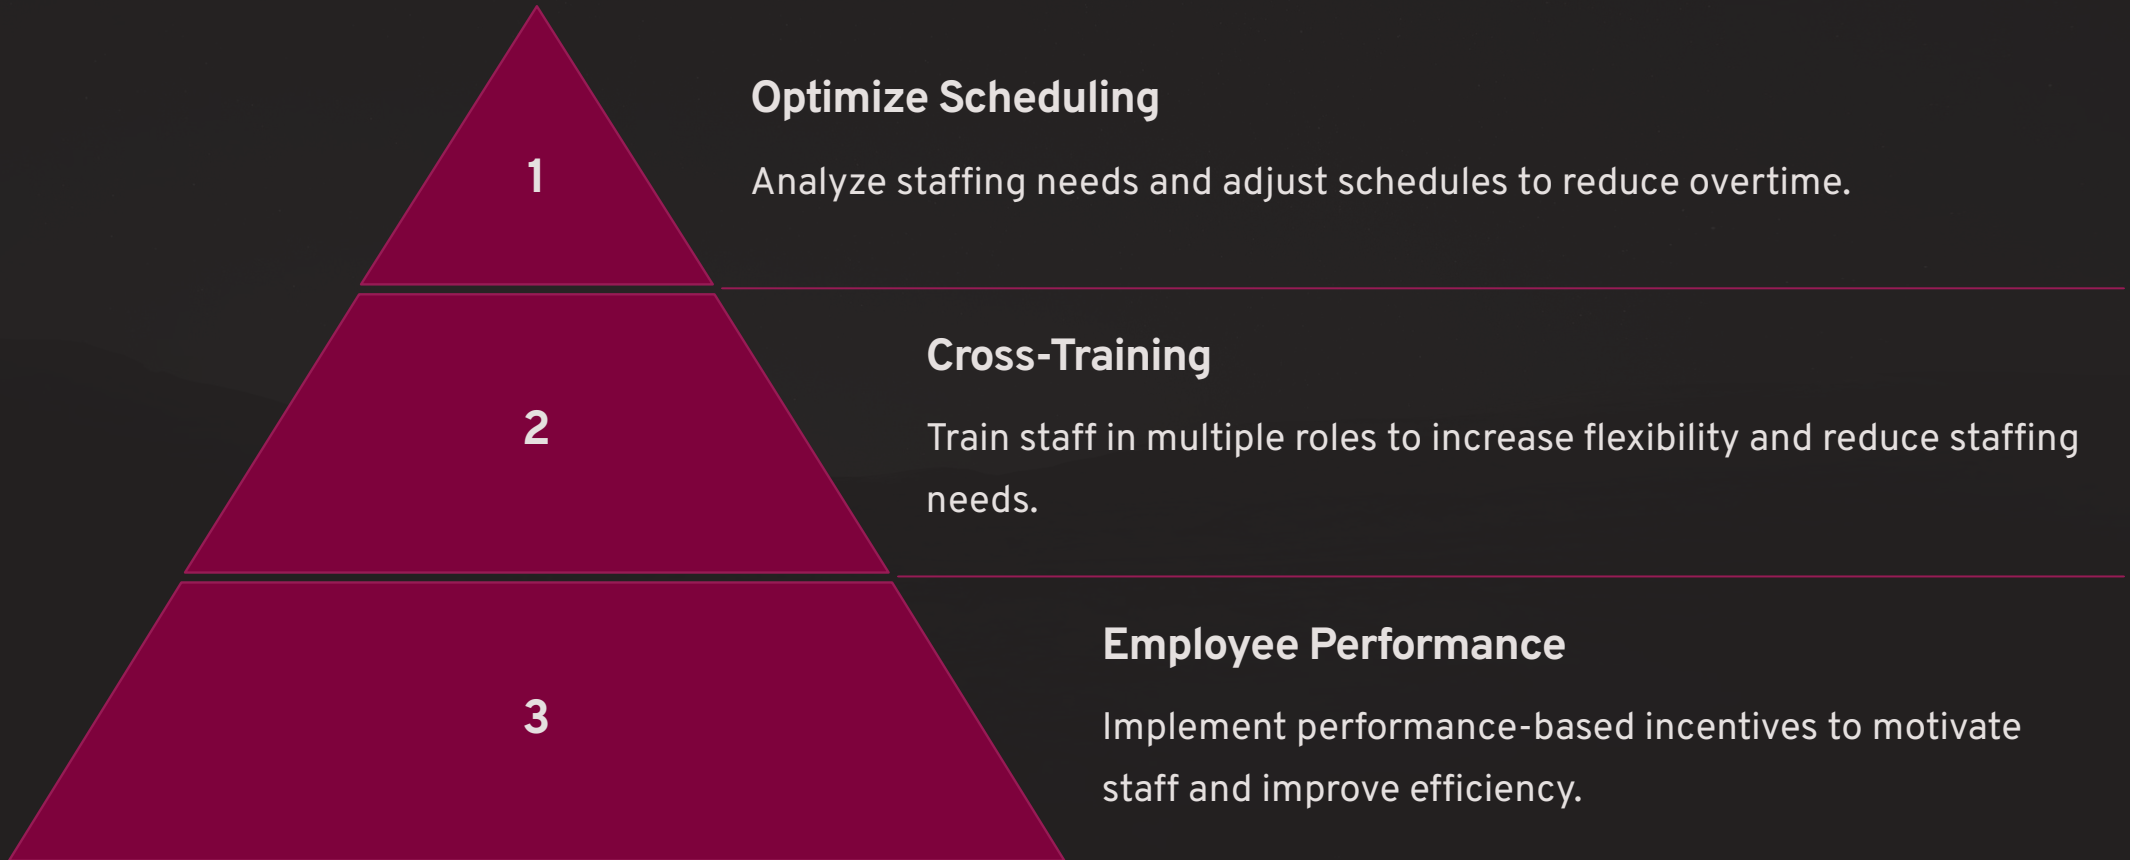 1
Optimize Scheduling
Analyze staffing needs and adjust schedules to reduce overtime.
2
Cross-Training
Train staff in multiple roles to increase flexibility and reduce staffing
needs.
3
Employee Performance
Implement performance-based incentives to motivate
staff and improve efficiency.